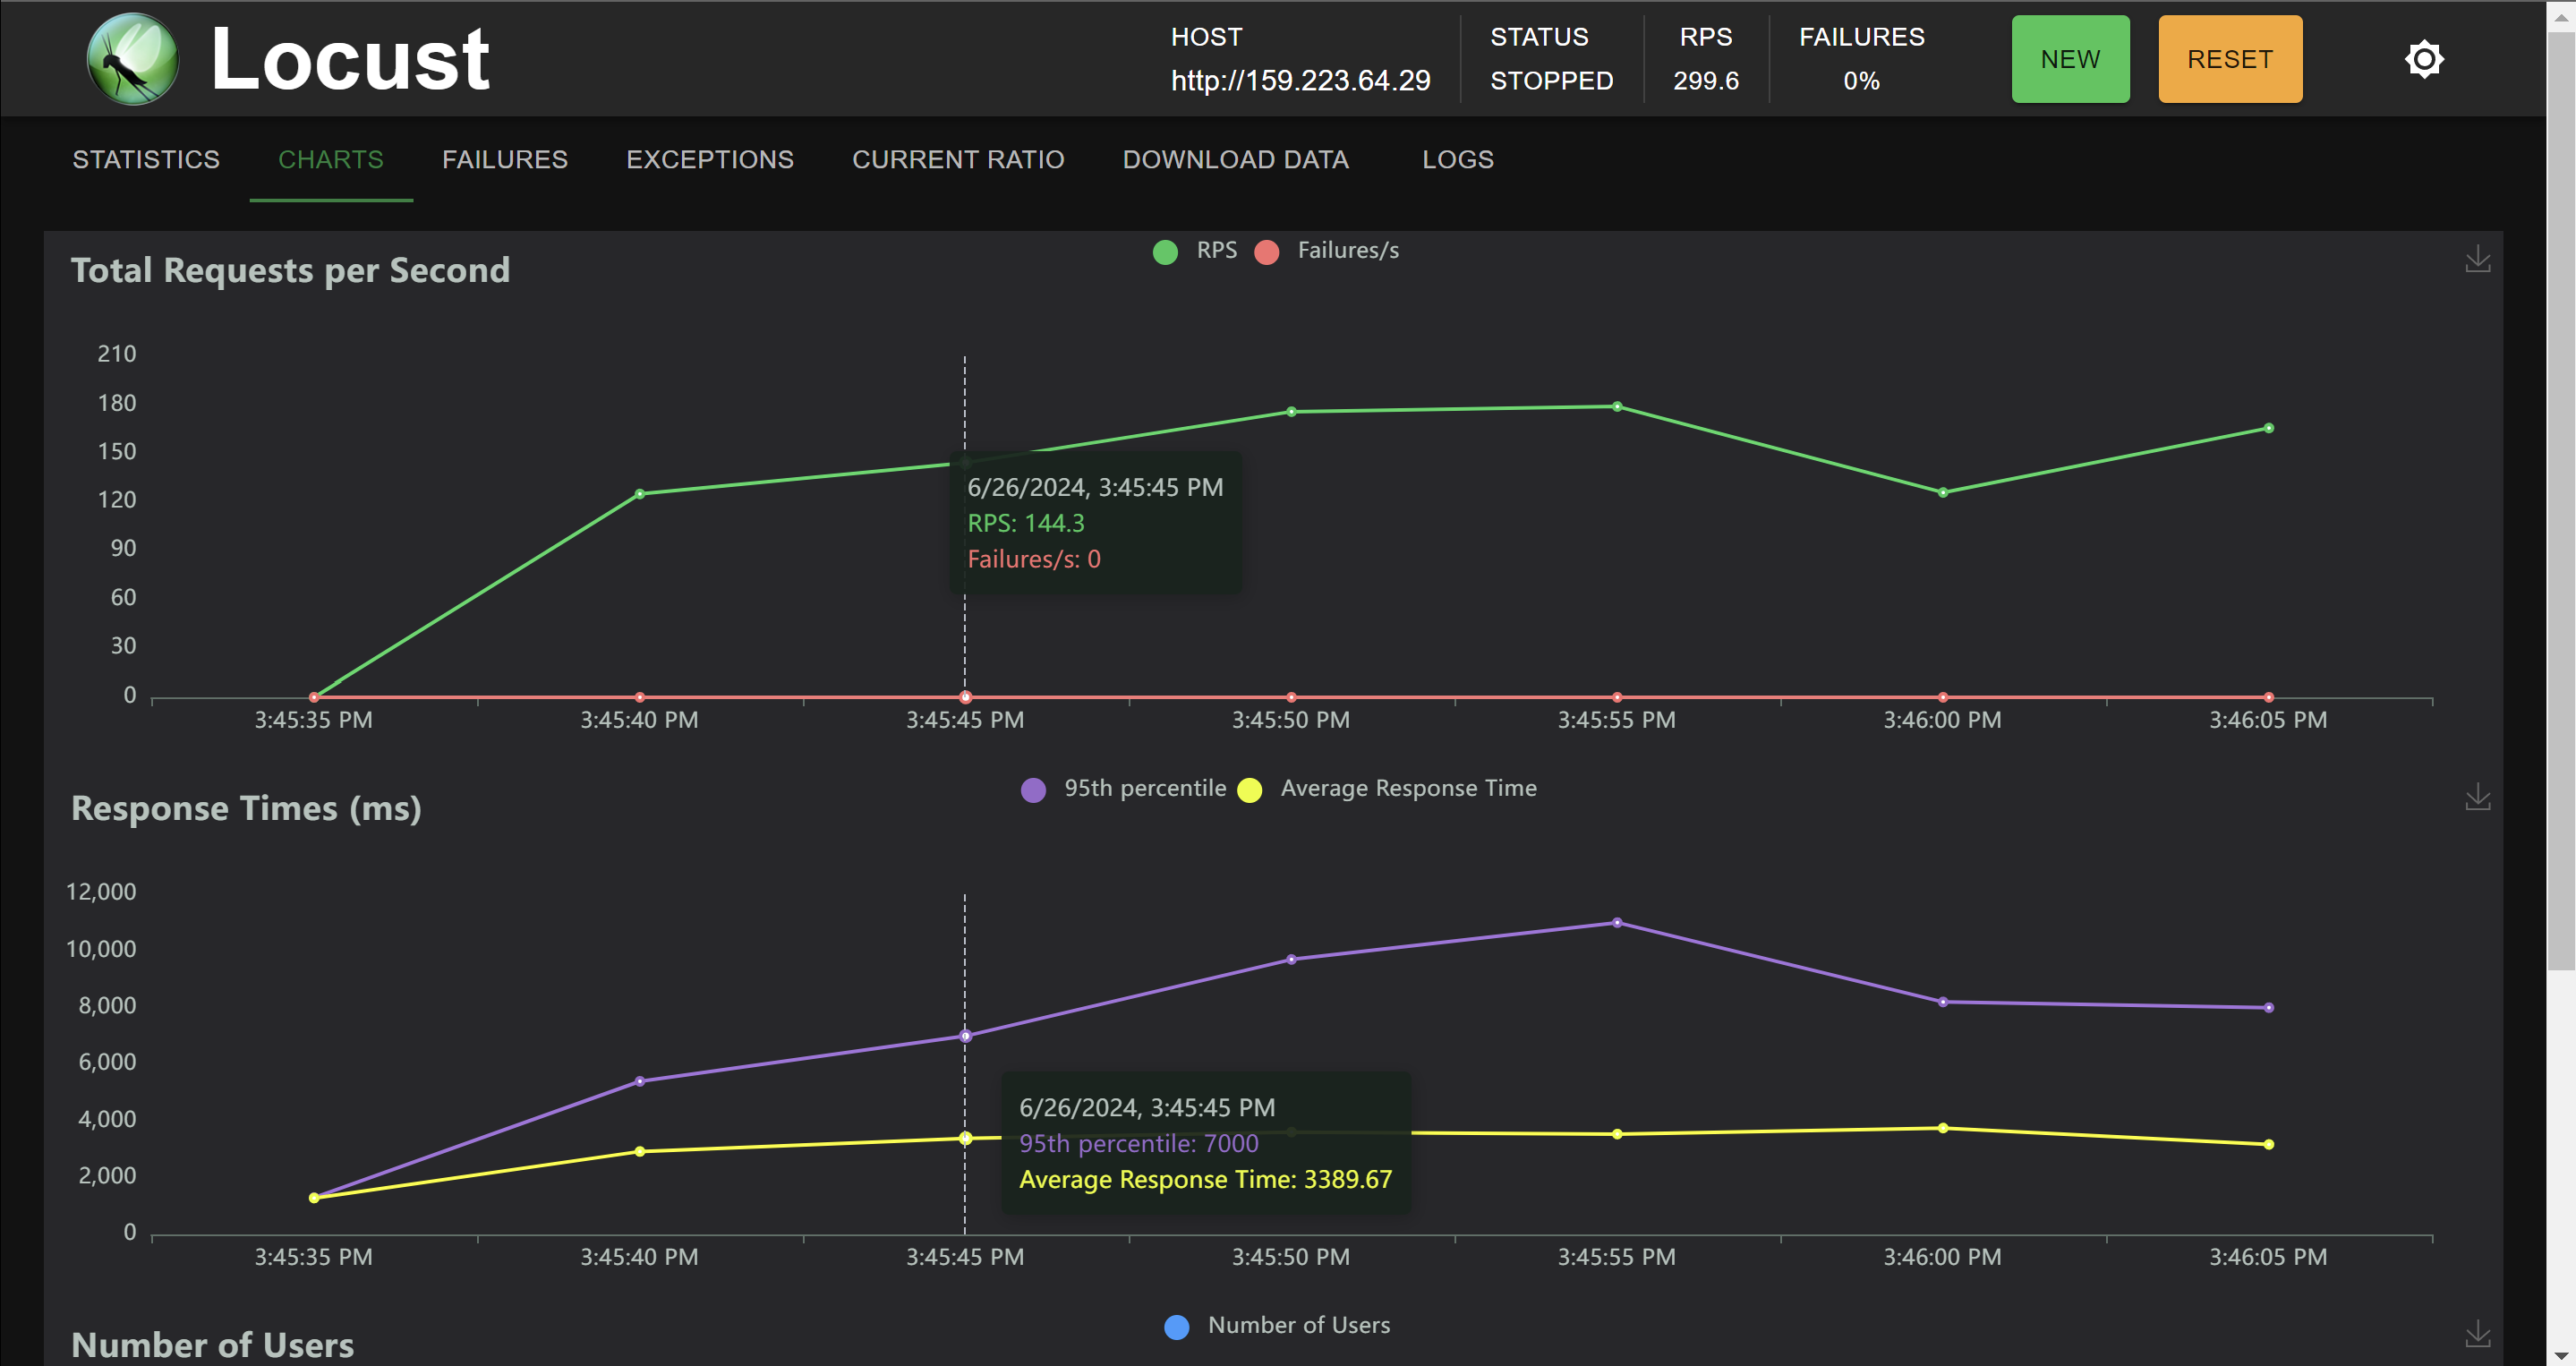 Locust
HOST
http://159.223.64.29
STATUS
STOPPED
RPS
299.6
FAILURES
0%
NEW
RESET
STATISTICS
CHARTS
FAILURES
EXCEPTIONS
CURRENT RATIO
DOWNLOAD DATA
LOGS
Total Requests per Second
RPS
Failures/s
210
180
150
120
90
60
30
0
6/26/2024, 3:45:45 PM
RPS: 144.3
Failures/s: 0
3:45:35 PM
3:45:40 PM
3:45:45 PM
3:45:50 PM
3:45:55 PM
3:46:00 PM
3:46:05 PM
Response Times (ms)
95th percentile
Average Response Time
12,000
10,000
8,000
6,000
4,000
2,000
0
6/26/2024, 3:45:45 PM
95th percentile: 7000
Average Response Time: 3389.67
3:45:35 PM
3:45:40 PM
3:45:45 PM
3:45:50 PM
3:45:55 PM
3:46:00 PM
3:46:05 PM
Number of Users
Number of Users